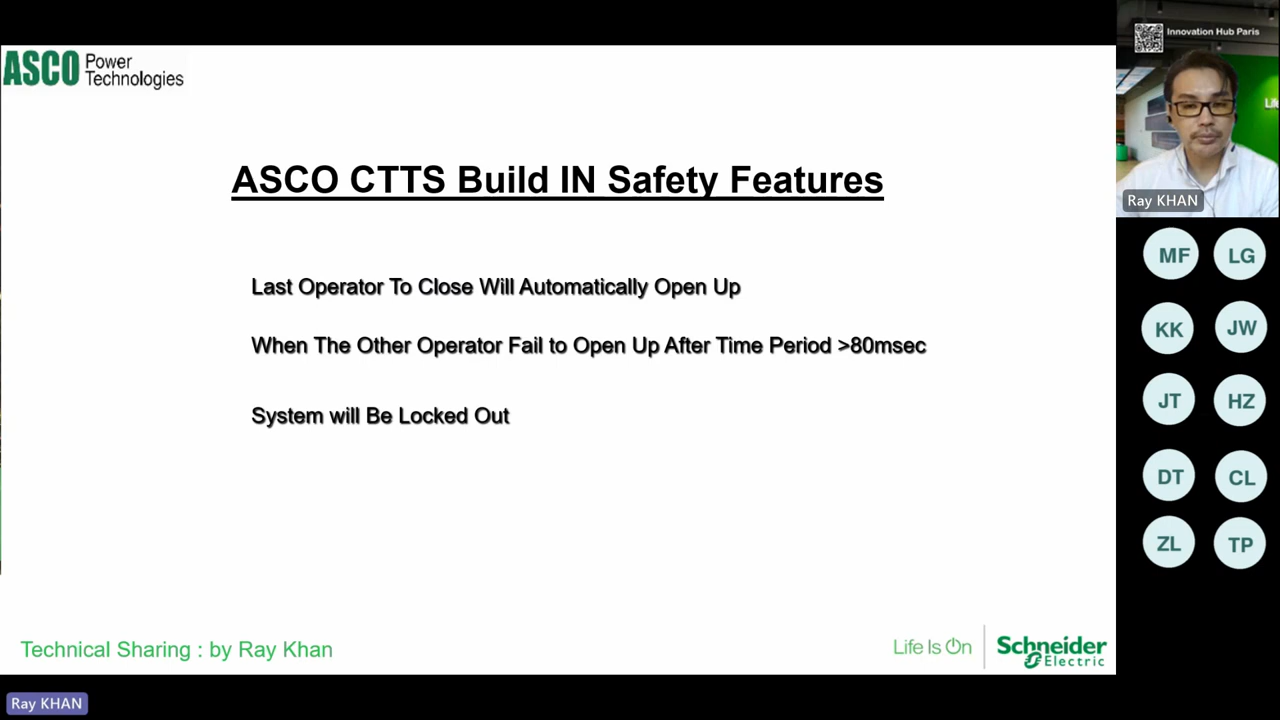 ASCO Power
Technologies
Innovation Hub Paris
Life
ASCO CTTS Build IN Safety Features
Ray KHAN
Last Operator To Close Will Automatically Open Up
When The Other Operator Fail to Open Up After Time Period >80msec
System will Be Locked Out
MF LG
KK JW
JT HZ
DT CL
ZL TP
Technical Sharing : by Ray Khan
Life Is On
Schneider
Electric
Ray KHAN